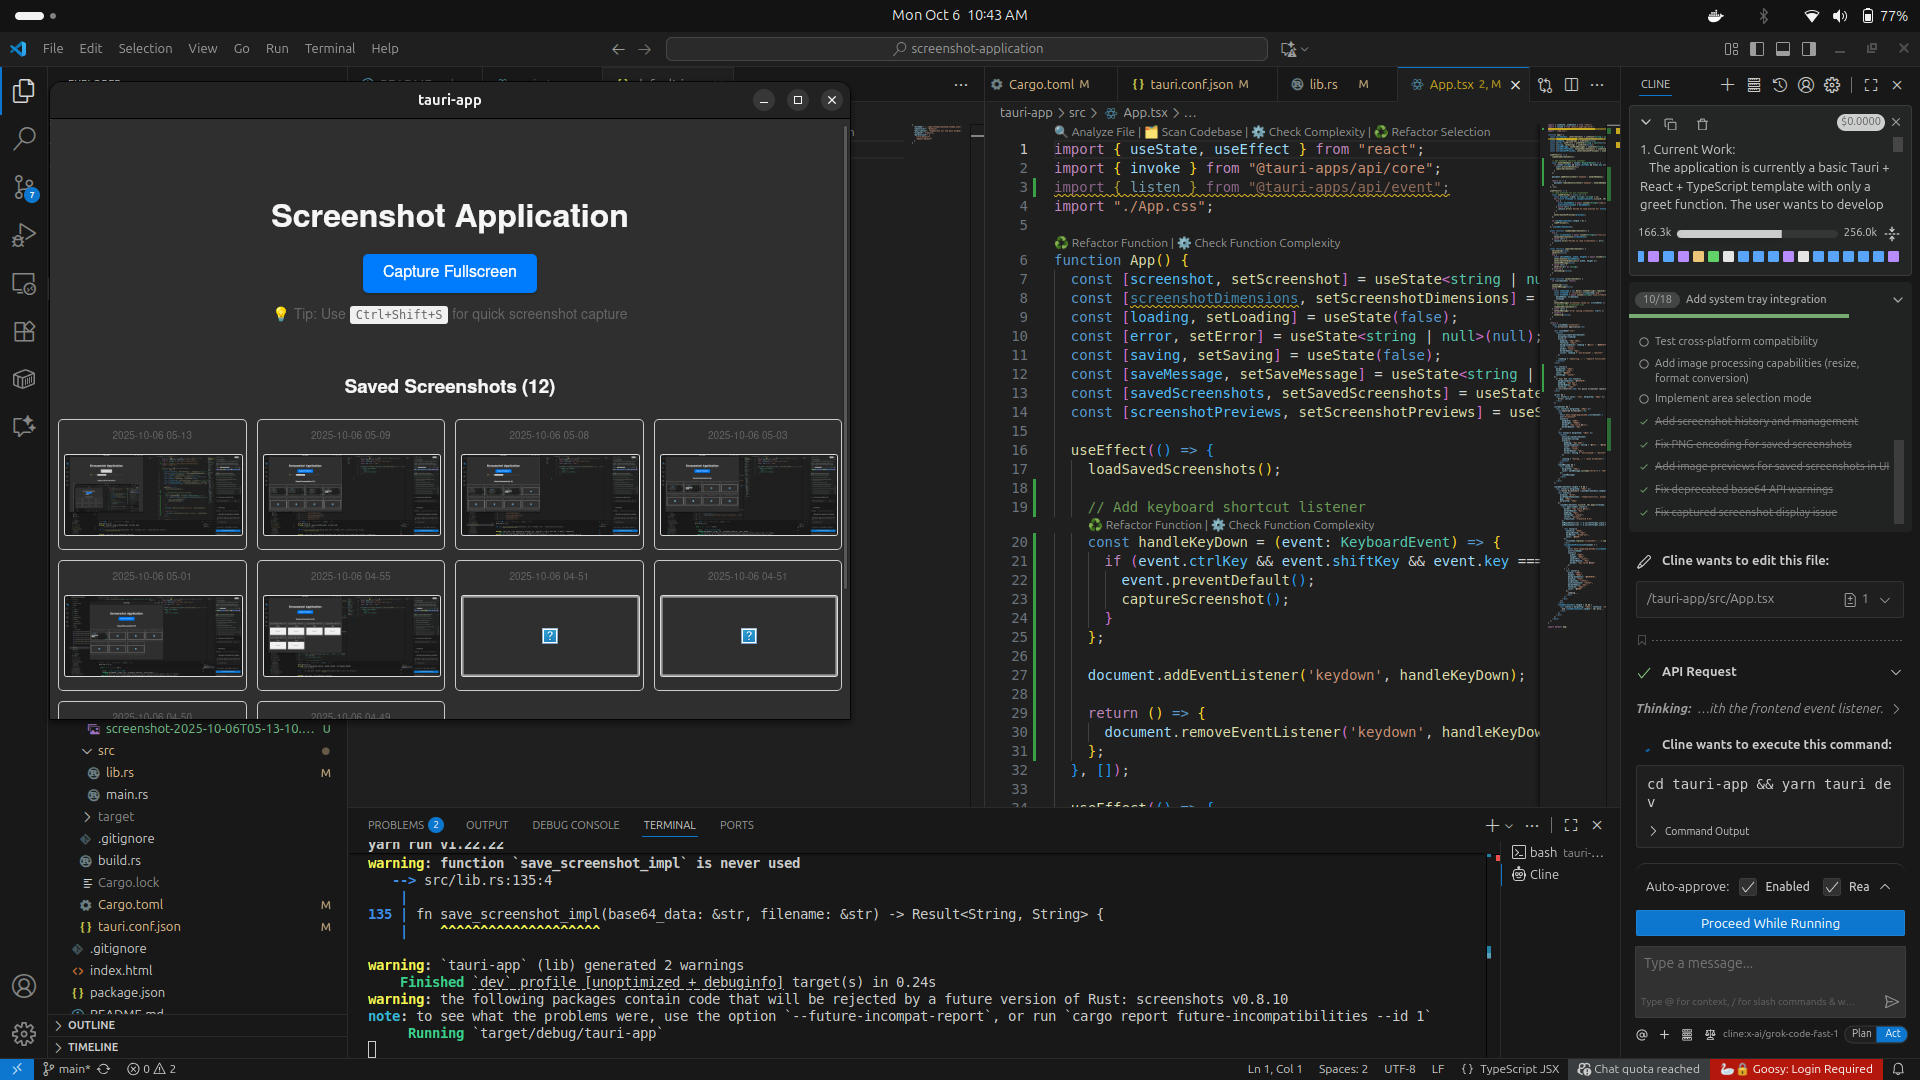 Mon Oct 6 10:43 AM
77%
File Edit Selection View Go Run Terminal Help
screenshot-application
tauri-app
Screenshot Application
Capture Fullscreen
💡 Tip: Use Ctrl+Shift+S for quick screenshot capture
Saved Screenshots (12)
2025-10-06 05-13
2025-10-06 05-09
2025-10-06 05-08
2025-10-06 05-03
2025-10-06 05-01
2025-10-06 04-55
2025-10-06 04-51
2025-10-06 04-51
2025-10-06 04-50
2025-10-06 04-49
screenshot-2025-10-06T05-13-10.... U
src
lib.rs M
main.rs
target
.gitignore
build.rs
Cargo.lock
Cargo.toml M
tauri.conf.json M
.gitignore
index.html
package.json
README.md
OUTLINE
TIMELINE
Cargo.toml M
tauri.conf.json M
lib.rs M
App.tsx 2, M
tauri-app > src > App.tsx > ...
Analyze File | Scan Codebase | Check Complexity | Refactor Selection
1 import { useState, useEffect } from "react";
2 import { invoke } from "@tauri-apps/api/core";
3 import { listen } from "@tauri-apps/api/event";
4 import "./App.css";
5
Refactor Function | Check Function Complexity
6 function App() {
7 const [screenshot, setScreenshot] = useState<string | nu
8 const [screenshotDimensions, setScreenshotDimensions] =
9 const [loading, setLoading] = useState(false);
10 const [error, setError] = useState<string | null>(null);
11 const [saving, setSaving] = useState(false);
12 const [saveMessage, setSaveMessage] = useState<string |
13 const [savedScreenshots, setSavedScreenshots] = useState
14 const [screenshotPreviews, setScreenshotPreviews] = useS
15
16 useEffect(() => {
17 loadSavedScreenshots();
18
19 // Add keyboard shortcut listener
Refactor Function | Check Function Complexity
20 const handleKeyDown = (event: KeyboardEvent) => {
21 if (event.ctrlKey && event.shiftKey && event.key ===
22 event.preventDefault();
23 captureScreenshot();
24 }
25 };
26
27 document.addEventListener('keydown', handleKeyDown);
28
29 return () => {
30 document.removeEventListener('keydown', handleKeyDow
31 };
32 }, []);
33
34 useEffect(() => {
PROBLEMS 2 OUTPUT DEBUG CONSOLE TERMINAL PORTS
yarn run v1.22.22
warning: function `save_screenshot_impl` is never used
--> src/lib.rs:135:4
|
135 | fn save_screenshot_impl(base64_data: &str, filename: &str) -> Result<String, String> {
| ^^^^^^^^^^^^^^^^^^^^
warning: `tauri-app` (lib) generated 2 warnings
Finished `dev` profile [unoptimized + debuginfo] target(s) in 0.24s
warning: the following packages contain code that will be rejected by a future version of Rust: screenshots v0.8.10
note: to see what the problems were, use the option `--future-incompat-report`, or run `cargo report future-incompatibilities --id 1`
Running `target/debug/tauri-app`
bash tauri-...
Cline
CLINE
$0.0000
1. Current Work:
The application is currently a basic Tauri +
React + TypeScript template with only a
greet function. The user wants to develop
166.3k 256.0k
10/18 Add system tray integration
Test cross-platform compatibility
Add image processing capabilities (resize,
format conversion)
Implement area selection mode
Add screenshot history and management
Fix PNG encoding for saved screenshots
Add image previews for saved screenshots in UI
Fix deprecated base64 API warnings
Fix captured screenshot display issue
Cline wants to edit this file:
/tauri-app/src/App.tsx 1
API Request
Thinking: ...ith the frontend event listener.
Cline wants to execute this command:
cd tauri-app && yarn tauri de
v
Command Output
Auto-approve: Enabled Rea
Proceed While Running
Type a message...
Type @ for context, / for slash commands & w...
cline:x-ai/grok-code-fast-1 Plan Act
main* 0 2
Ln 1, Col 1 Spaces: 2 UTF-8 LF {} TypeScript JSX Chat quota reached Goosy: Login Required
7